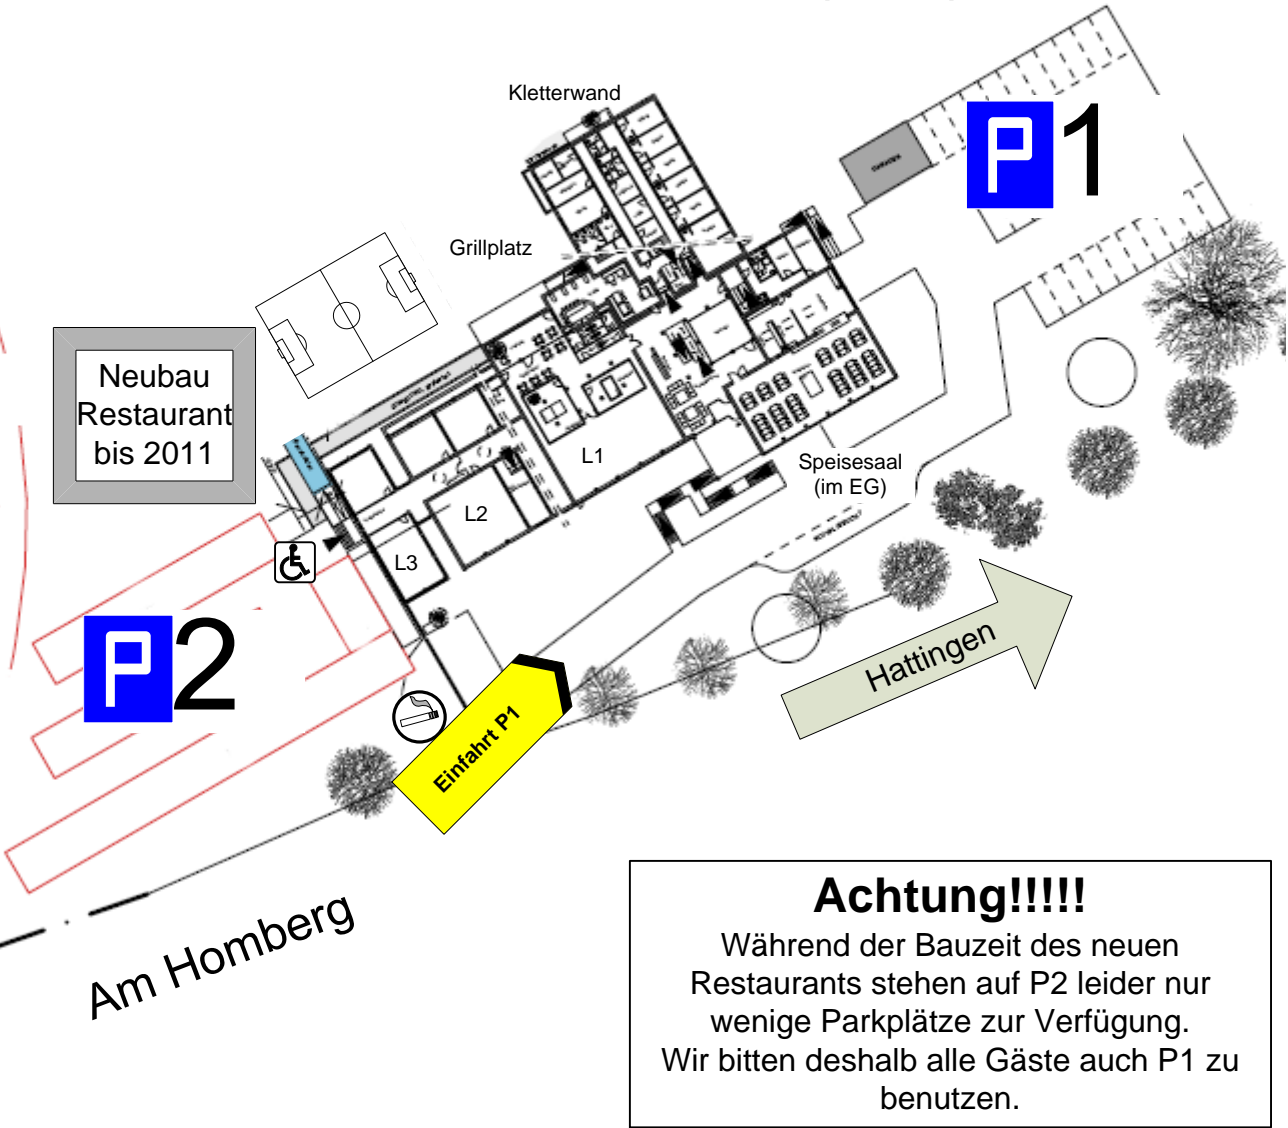 Kletterwand
P1
Grillplatz
Neubau
Restaurant
bis 2011
L1
Speisesaal
(im EG)
L2
L3
P2
Hattingen
Einfahrt P1
Am Homberg
Achtung!!!!!
Während der Bauzeit des neuen
Restaurants stehen auf P2 leider nur
wenige Parkplätze zur Verfügung.
Wir bitten deshalb alle Gäste auch P1 zu
benutzen.